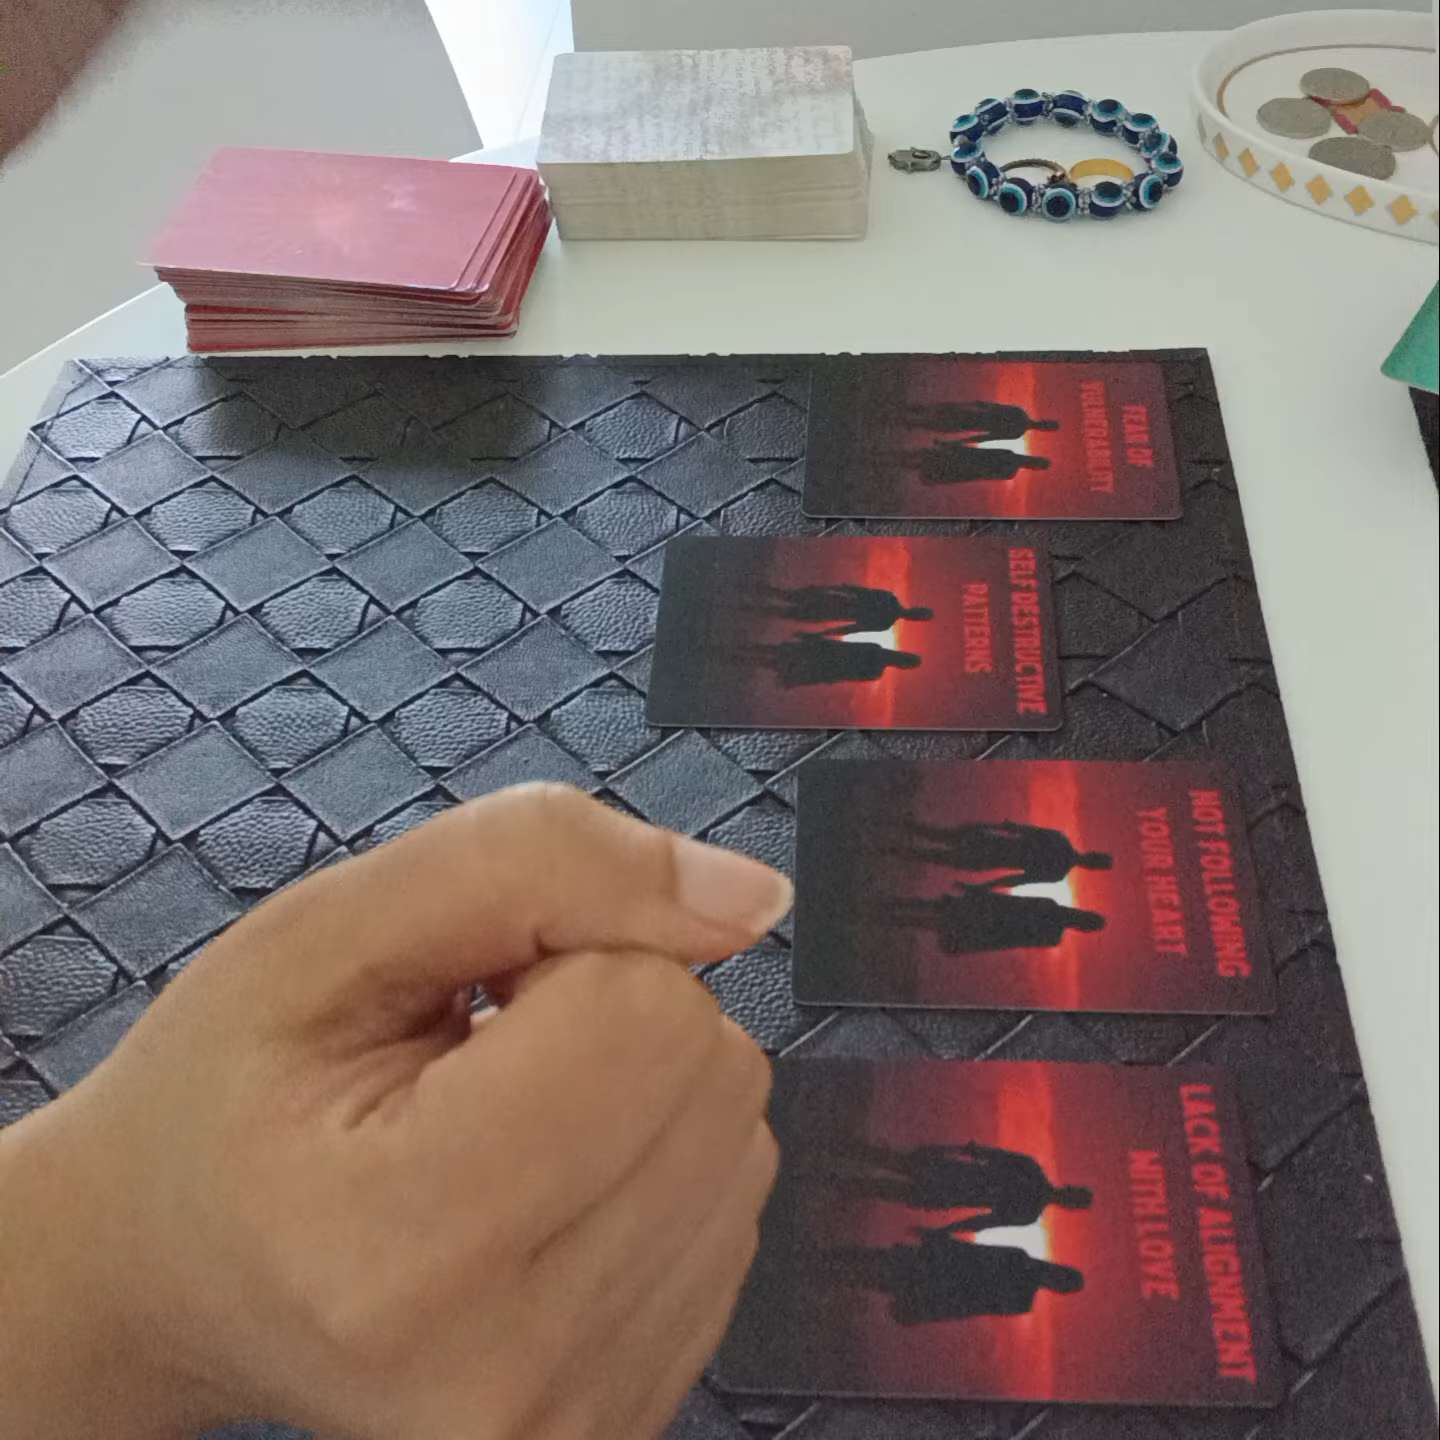 FEAR OF
VULNERABILITY
SELF DESTRUCTIVE
PATTERNS
NOT FOLLOWING
YOUR HEART
LACK OF ALIGNMENT
WITH LOVE